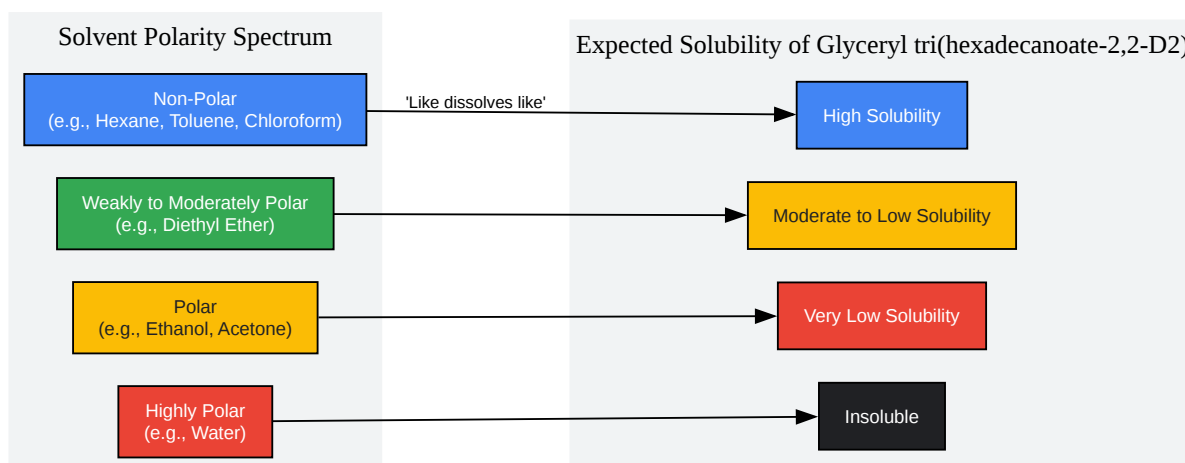 Solvent Polarity Spectrum
Expected Solubility of Glyceryl tri(hexadecanoate-2,2-D2)
Non-Polar
(e.g., Hexane, Toluene, Chloroform)
'Like dissolves like'
High Solubility
Weakly to Moderately Polar
(e.g., Diethyl Ether)
Moderate to Low Solubility
Polar
(e.g., Ethanol, Acetone)
Very Low Solubility
Highly Polar
(e.g., Water)
Insoluble